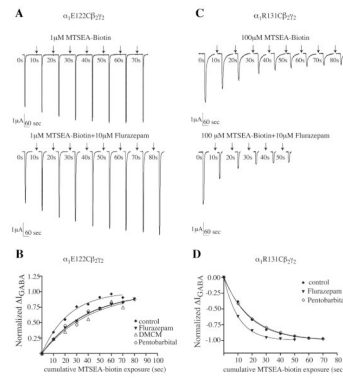 A
α1E122Cβ2γ2
1μM MTSEA-Biotin
0s 10s 20s 30s 40s 50s 60s 70s
1μA 60 sec
1μM MTSEA-Biotin+10μM Flurazepam
0s 10s 20s 30s 40s 50s 60s 70s 80s
1μA 60 sec
B
α1E122Cβ2γ2
Normalized ΔIGABA
1.25
1.00
0.75
0.50
0.25
10 20 30 40 50 60 70 80 90 100
cumulative MTSEA-biotin exposure (sec)
control
Flurazepam
DMCM
Pentobarbital
C
α1R131Cβ2γ2
100μM MTSEA-Biotin
0s 10s 20s 30s 40s 50s 60s 70s
1μA 60 sec
100 μM MTSEA-Biotin+10μM Flurazepam
0s 10s 20s 30s 40s 50s
1μA 60 sec
D
α1R131Cβ2γ2
Normalized ΔIGABA
0.00
-0.25
-0.50
-0.75
-1.00
0 10 20 30 40 50 60 70 80
cumulative MTSEA-biotin exposure (sec)
control
Flurazepam
Pentobarbital